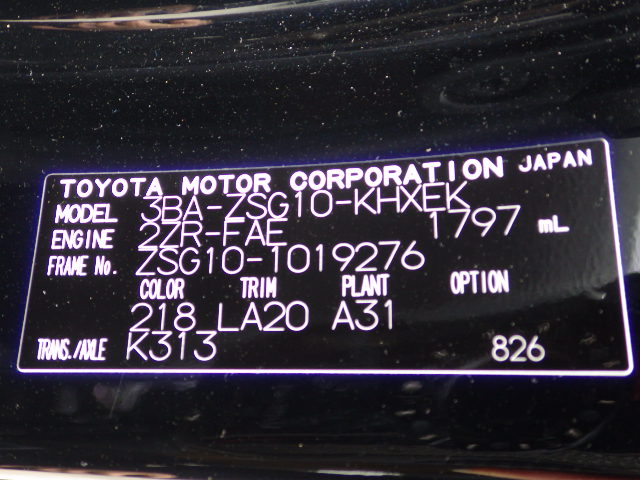 TOYOTA MOTOR CORPORATION JAPAN
MODEL 3BA-ZSG10-KHXEK
ENGINE 2ZR-FAE 1797 mL
FRAME No. ZSG10-1019276
COLOR TRIM PLANT OPTION
218 LA20 A31
TRANS./AXLE K313 826